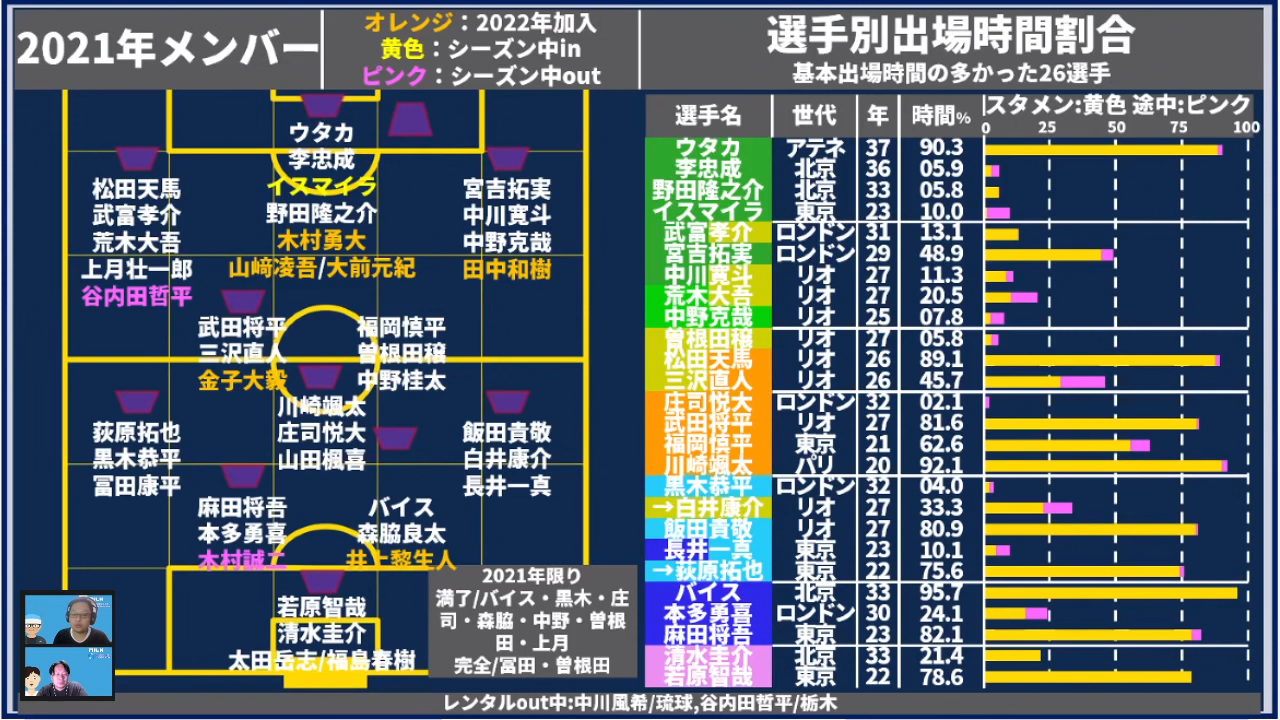 2021年メンバー
オレンジ：2022年加入
黄色：シーズン中in
ピンク：シーズン中out
選手別出場時間割合
基本出場時間の多かった26選手
ウタカ
李忠成
イスマイラ
野田隆之介
木村勇大
山﨑凌吾/大前元紀
松田天馬
武富孝介
荒木大吾
上月壮一郎
谷内田哲平
宮吉拓実
中川寛斗
中野克哉
田中和樹
武田将平
三沢直人
金子大毅
福岡慎平
曽根田穣
中野桂太
川崎颯太
庄司悦大
山田楓喜
荻原拓也
黒木恭平
冨田康平
飯田貴敬
白井康介
長井一真
麻田将吾
本多勇喜
木村誠二
バイス
森脇良太
井上黎生人
若原智哉
清水圭介
太田岳志/福島春樹
2021年限り
満了/バイス・黒木・庄
司・森脇・中野・曽根
田・上月
完全/冨田・曽根田
選手名 世代 年 時間% スタメン:黄色 途中:ピンク
0 25 50 75 100
ウタカ アテネ 37 90.3
李忠成 北京 36 05.9
野田隆之介 北京 33 05.8
イスマイラ 東京 23 10.0
武富孝介 ロンドン 31 13.1
宮吉拓実 ロンドン 29 48.9
中川寛斗 リオ 27 11.3
荒木大吾 リオ 27 20.5
中野克哉 リオ 25 07.8
曽根田穣 リオ 27 05.8
松田天馬 リオ 26 89.1
三沢直人 リオ 26 45.7
庄司悦大 ロンドン 32 02.1
武田将平 リオ 27 81.6
福岡慎平 東京 21 62.6
川崎颯太 パリ 20 92.1
黒木恭平 ロンドン 32 04.0
→白井康介 リオ 27 33.3
飯田貴敬 リオ 27 80.9
長井一真 東京 23 10.1
→荻原拓也 東京 22 75.6
バイス 北京 33 95.7
本多勇喜 ロンドン 30 24.1
麻田将吾 東京 23 82.1
清水圭介 北京 33 21.4
若原智哉 東京 22 78.6
レンタルout中:中川風希/琉球,谷内田哲平/栃木